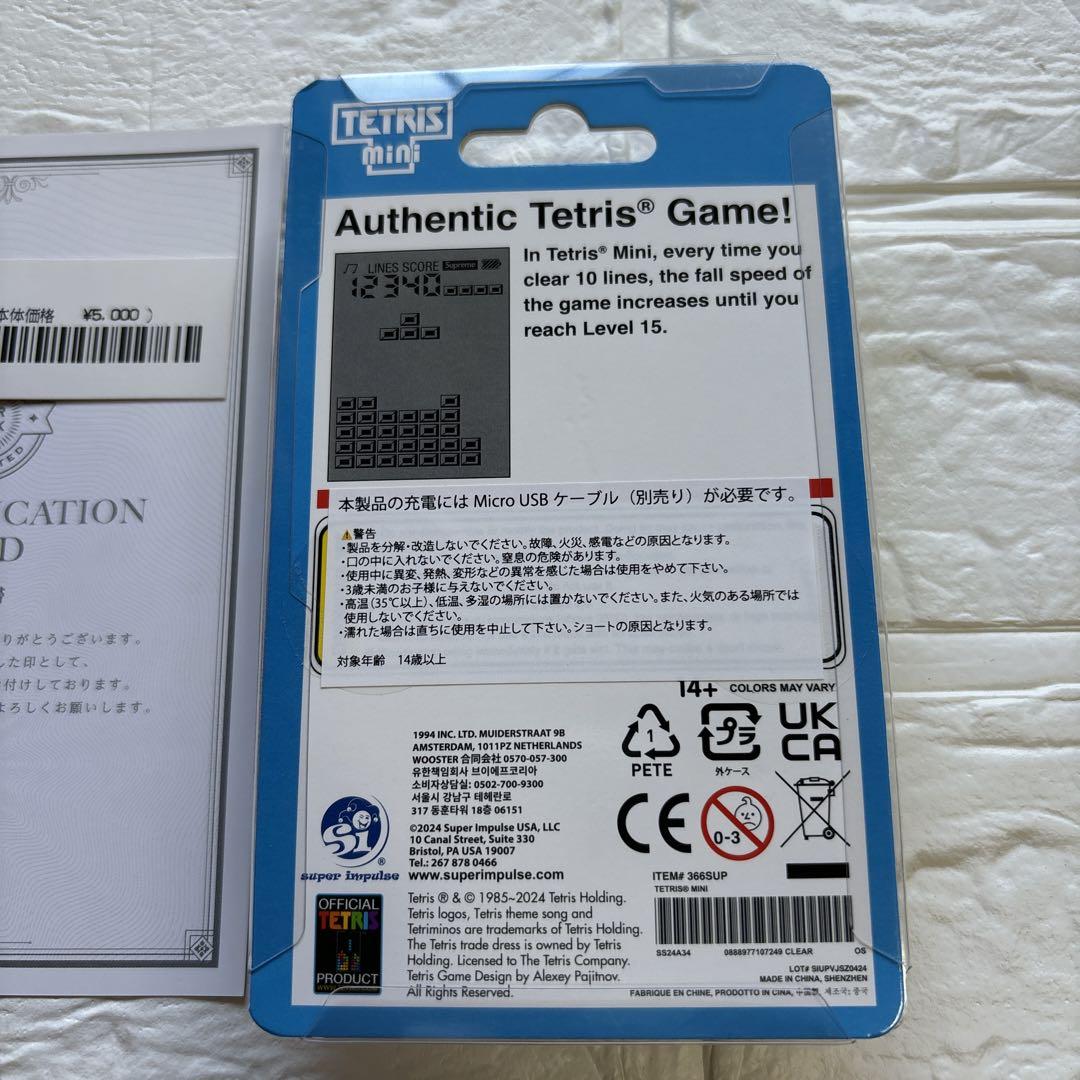 TETRIS
mini
Authentic Tetris® Game!
LINES SCORE Supreme
12340
In Tetris® Mini, every time you
clear 10 lines, the fall speed of
the game increases until you
reach Level 15.
本体価格 ¥5,000)
CATION
D
りがとうございます。
した印として、
付けしております。
よろしくお願いします。
本製品の充電には Micro USB ケーブル（別売り）が必要です。
⚠警告
・製品を分解・改造しないでください。故障、火災、感電などの原因となります。
・口の中に入れないでください。窒息の危険があります。
・使用中に異変、発熱、変形などの異常を感じた場合は使用をやめて下さい。
・3歳未満のお子様に与えないでください。
・高温（35℃以上）、低温、多湿の場所には置かないでください。また、火気のある場所では
使用しないでください。
・濡れた場合は直ちに使用を中止して下さい。ショートの原因となります。
対象年齢 14歳以上
14+ COLORS MAY VARY
1994 INC. LTD. MUIDERSTRAAT 9B
AMSTERDAM, 1011PZ NETHERLANDS
WOOSTER 合同会社 0570-057-300
유한책임회사 브이에프코리아
소비자상담실: 0502-700-9300
서울시 강남구 테헤란로
317 동훈타워 18층 06151
1
PETE
プラ
外ケース
UK
CA
CE
0-3
Si ®
super impulse
©2024 Super Impulse USA, LLC
10 Canal Street, Suite 330
Bristol, PA USA 19007
Tel.: 267 878 0466
www.superimpulse.com
OFFICIAL
TETRIS
PRODUCT
Tetris ® & © 1985~2024 Tetris Holding.
Tetris logos, Tetris theme song and
Tetriminos are trademarks of Tetris Holding.
The Tetris trade dress is owned by Tetris
Holding. Licensed to The Tetris Company.
Tetris Game Design by Alexey Pajitnov.
All Rights Reserved.
ITEM# 366SUP
TETRIS® MINI
SS24A34 0888977107249 CLEAR OS
LOT# SIUPVJSZ0424
MADE IN CHINA, SHENZHEN
FABRIQUE EN CHINE, PRODOTTO IN CINA, 中国製, 제조국: 중국